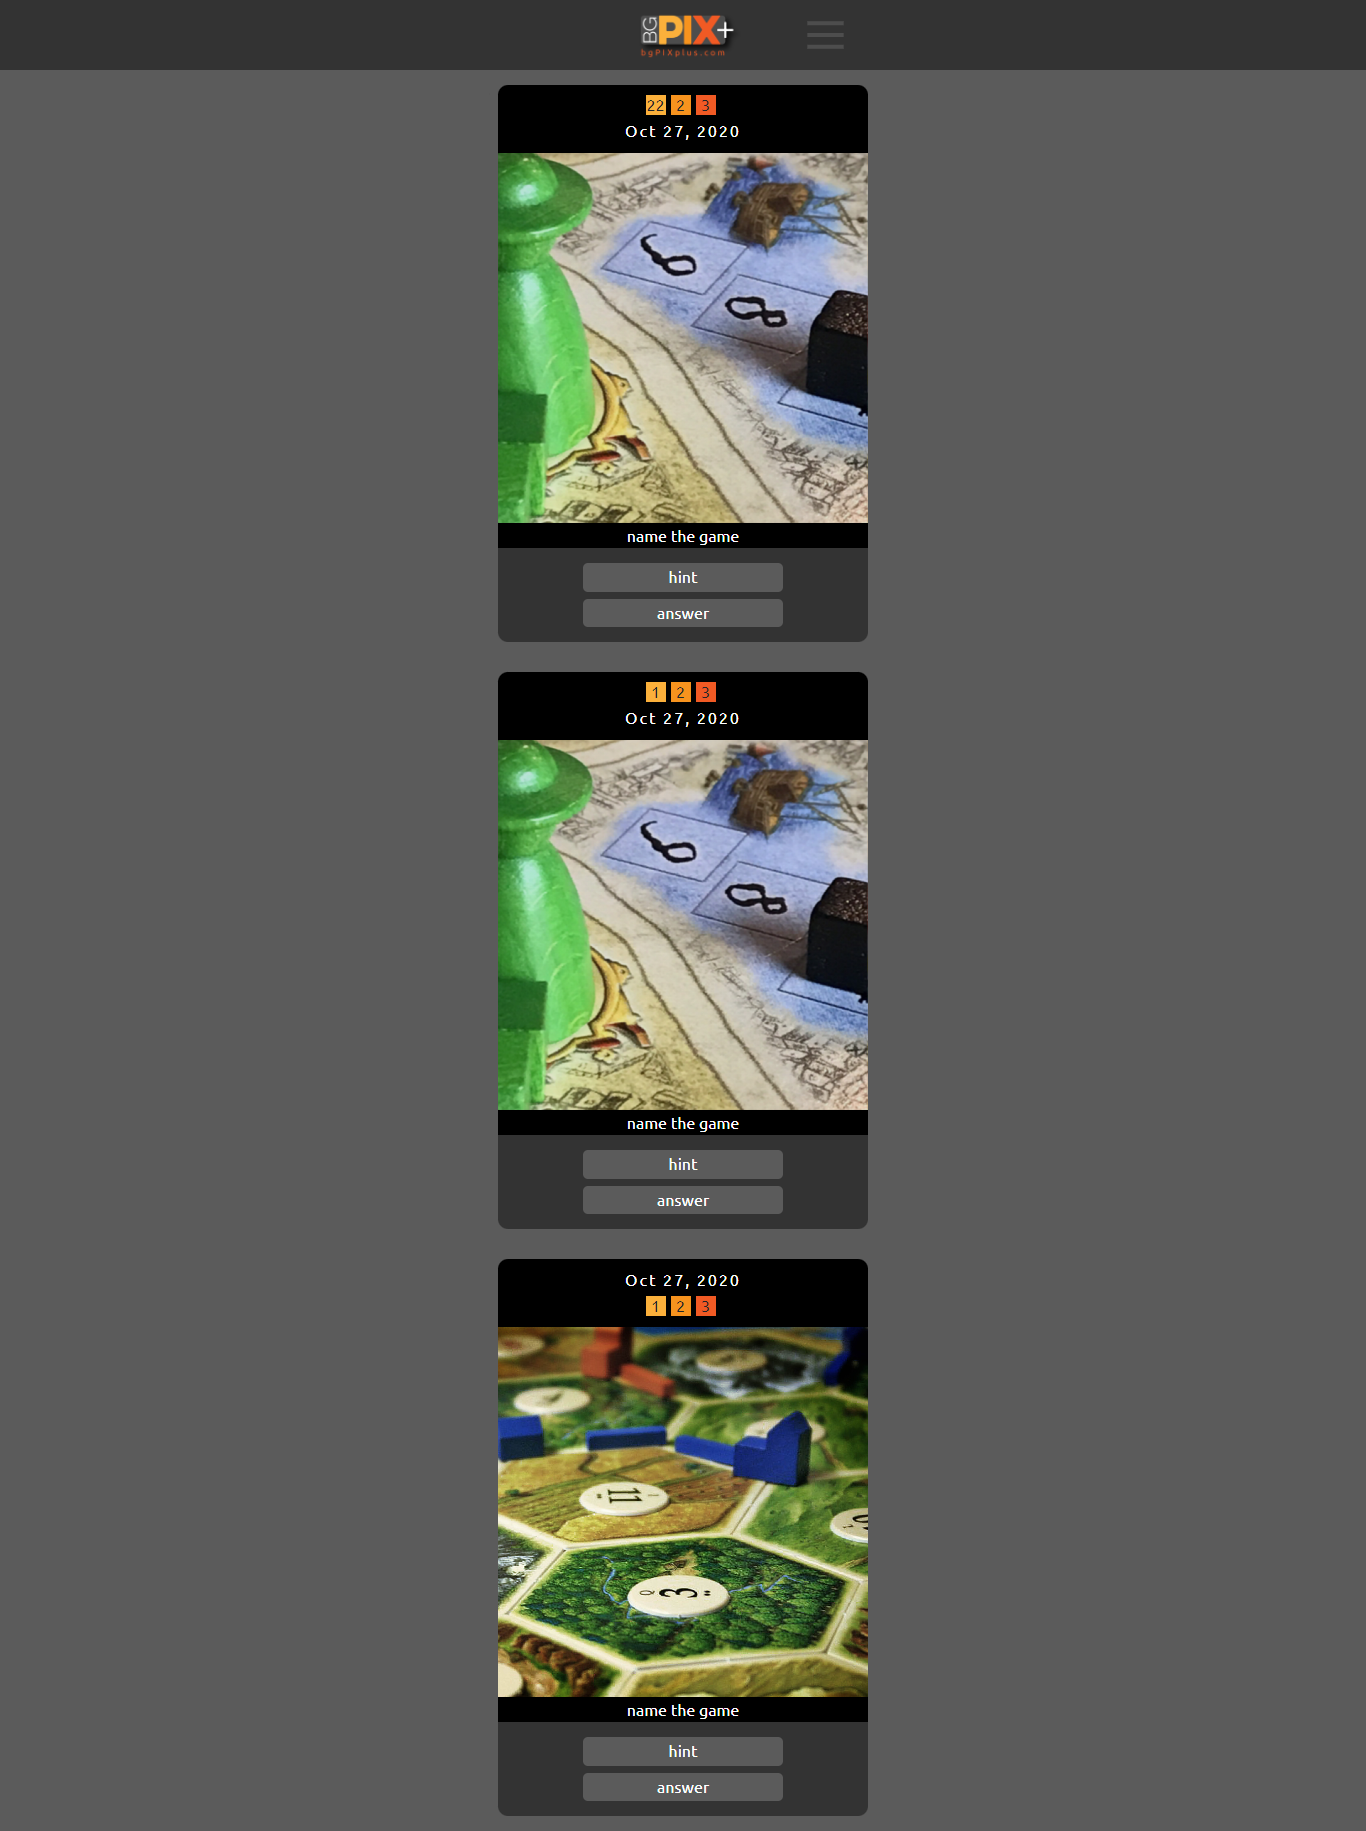 BG PIX+
bgPIXplus.com
22 2 3
Oct 27, 2020
6
8
name the game
hint
answer
1 2 3
Oct 27, 2020
6
8
name the game
hint
answer
Oct 27, 2020
1 2 3
11
Q 3
name the game
hint
answer